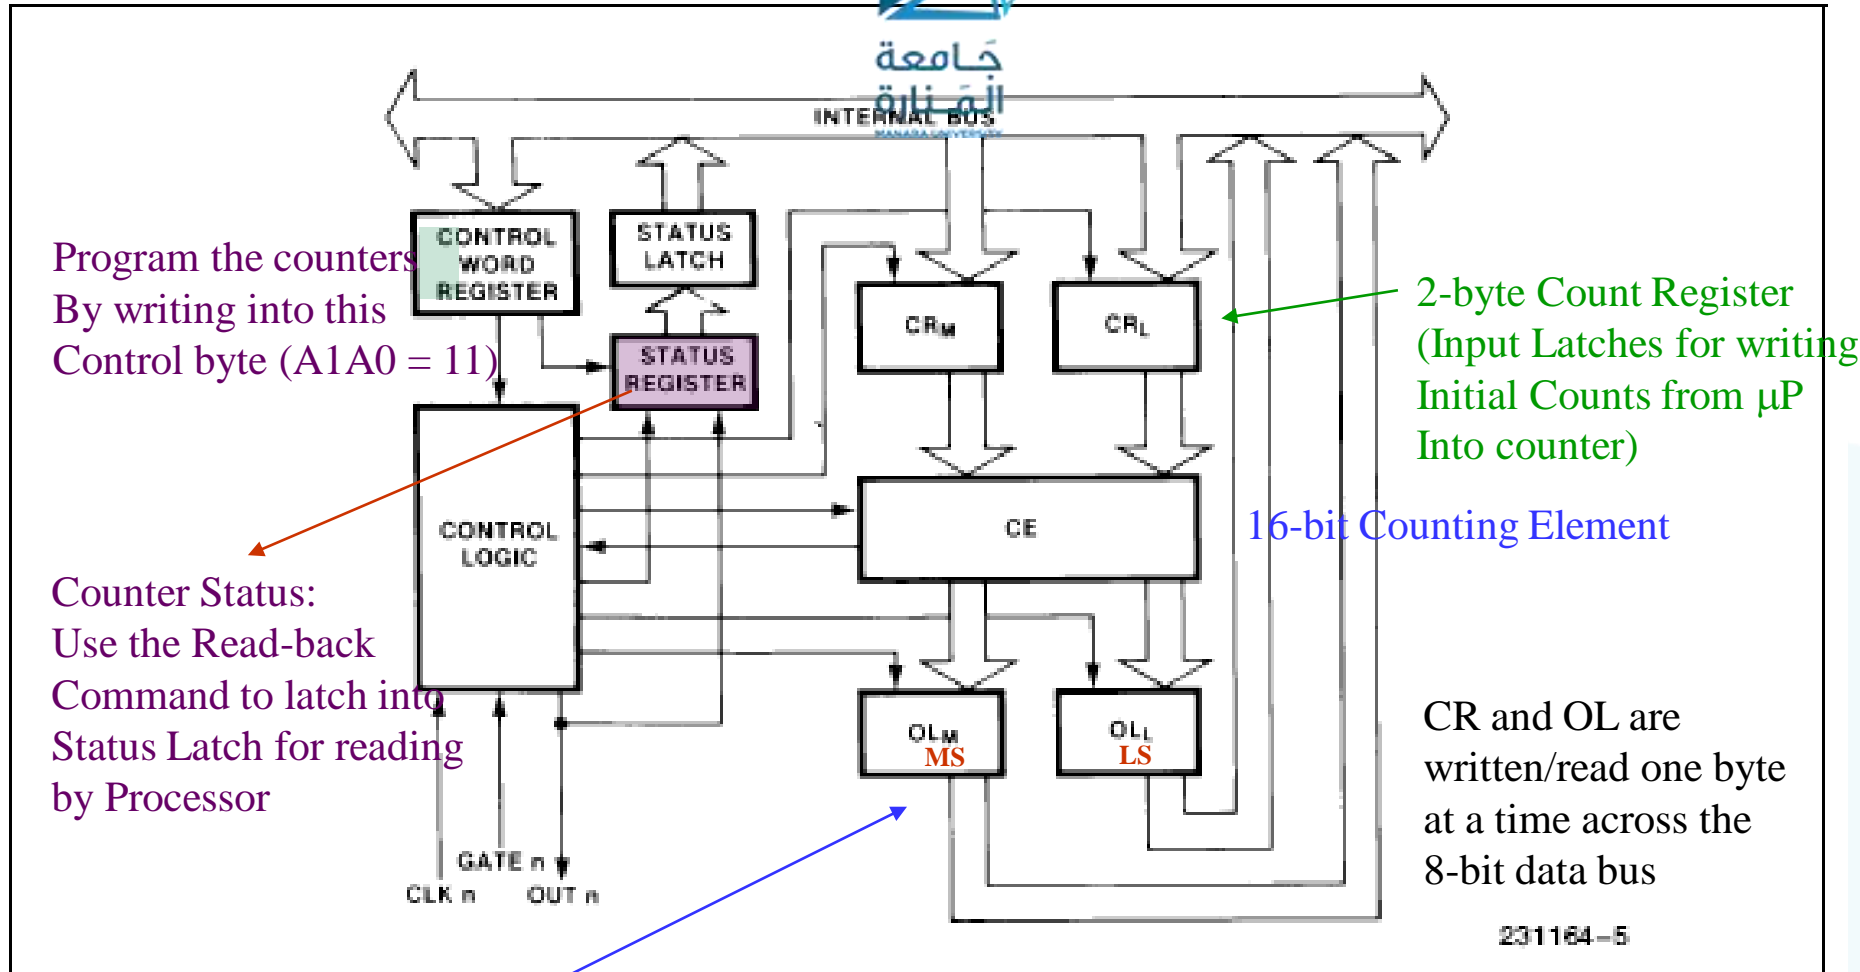 جَامعة
المَنارة
MANARA UNIVERSITY
INTERNAL BUS
CONTROL
WORD
REGISTER
STATUS
LATCH
Program the counters
By writing into this
Control byte (A1A0 = 11)
STATUS
REGISTER
CRM
CRL
2-byte Count Register
(Input Latches for writing
Initial Counts from μP
Into counter)
CONTROL
LOGIC
CE
16-bit Counting Element
Counter Status:
Use the Read-back
Command to latch into
Status Latch for reading
by Processor
OLM
MS
OLL
LS
CR and OL are
written/read one byte
at a time across the
8-bit data bus
GATE n
CLK n
OUT n
231164-5